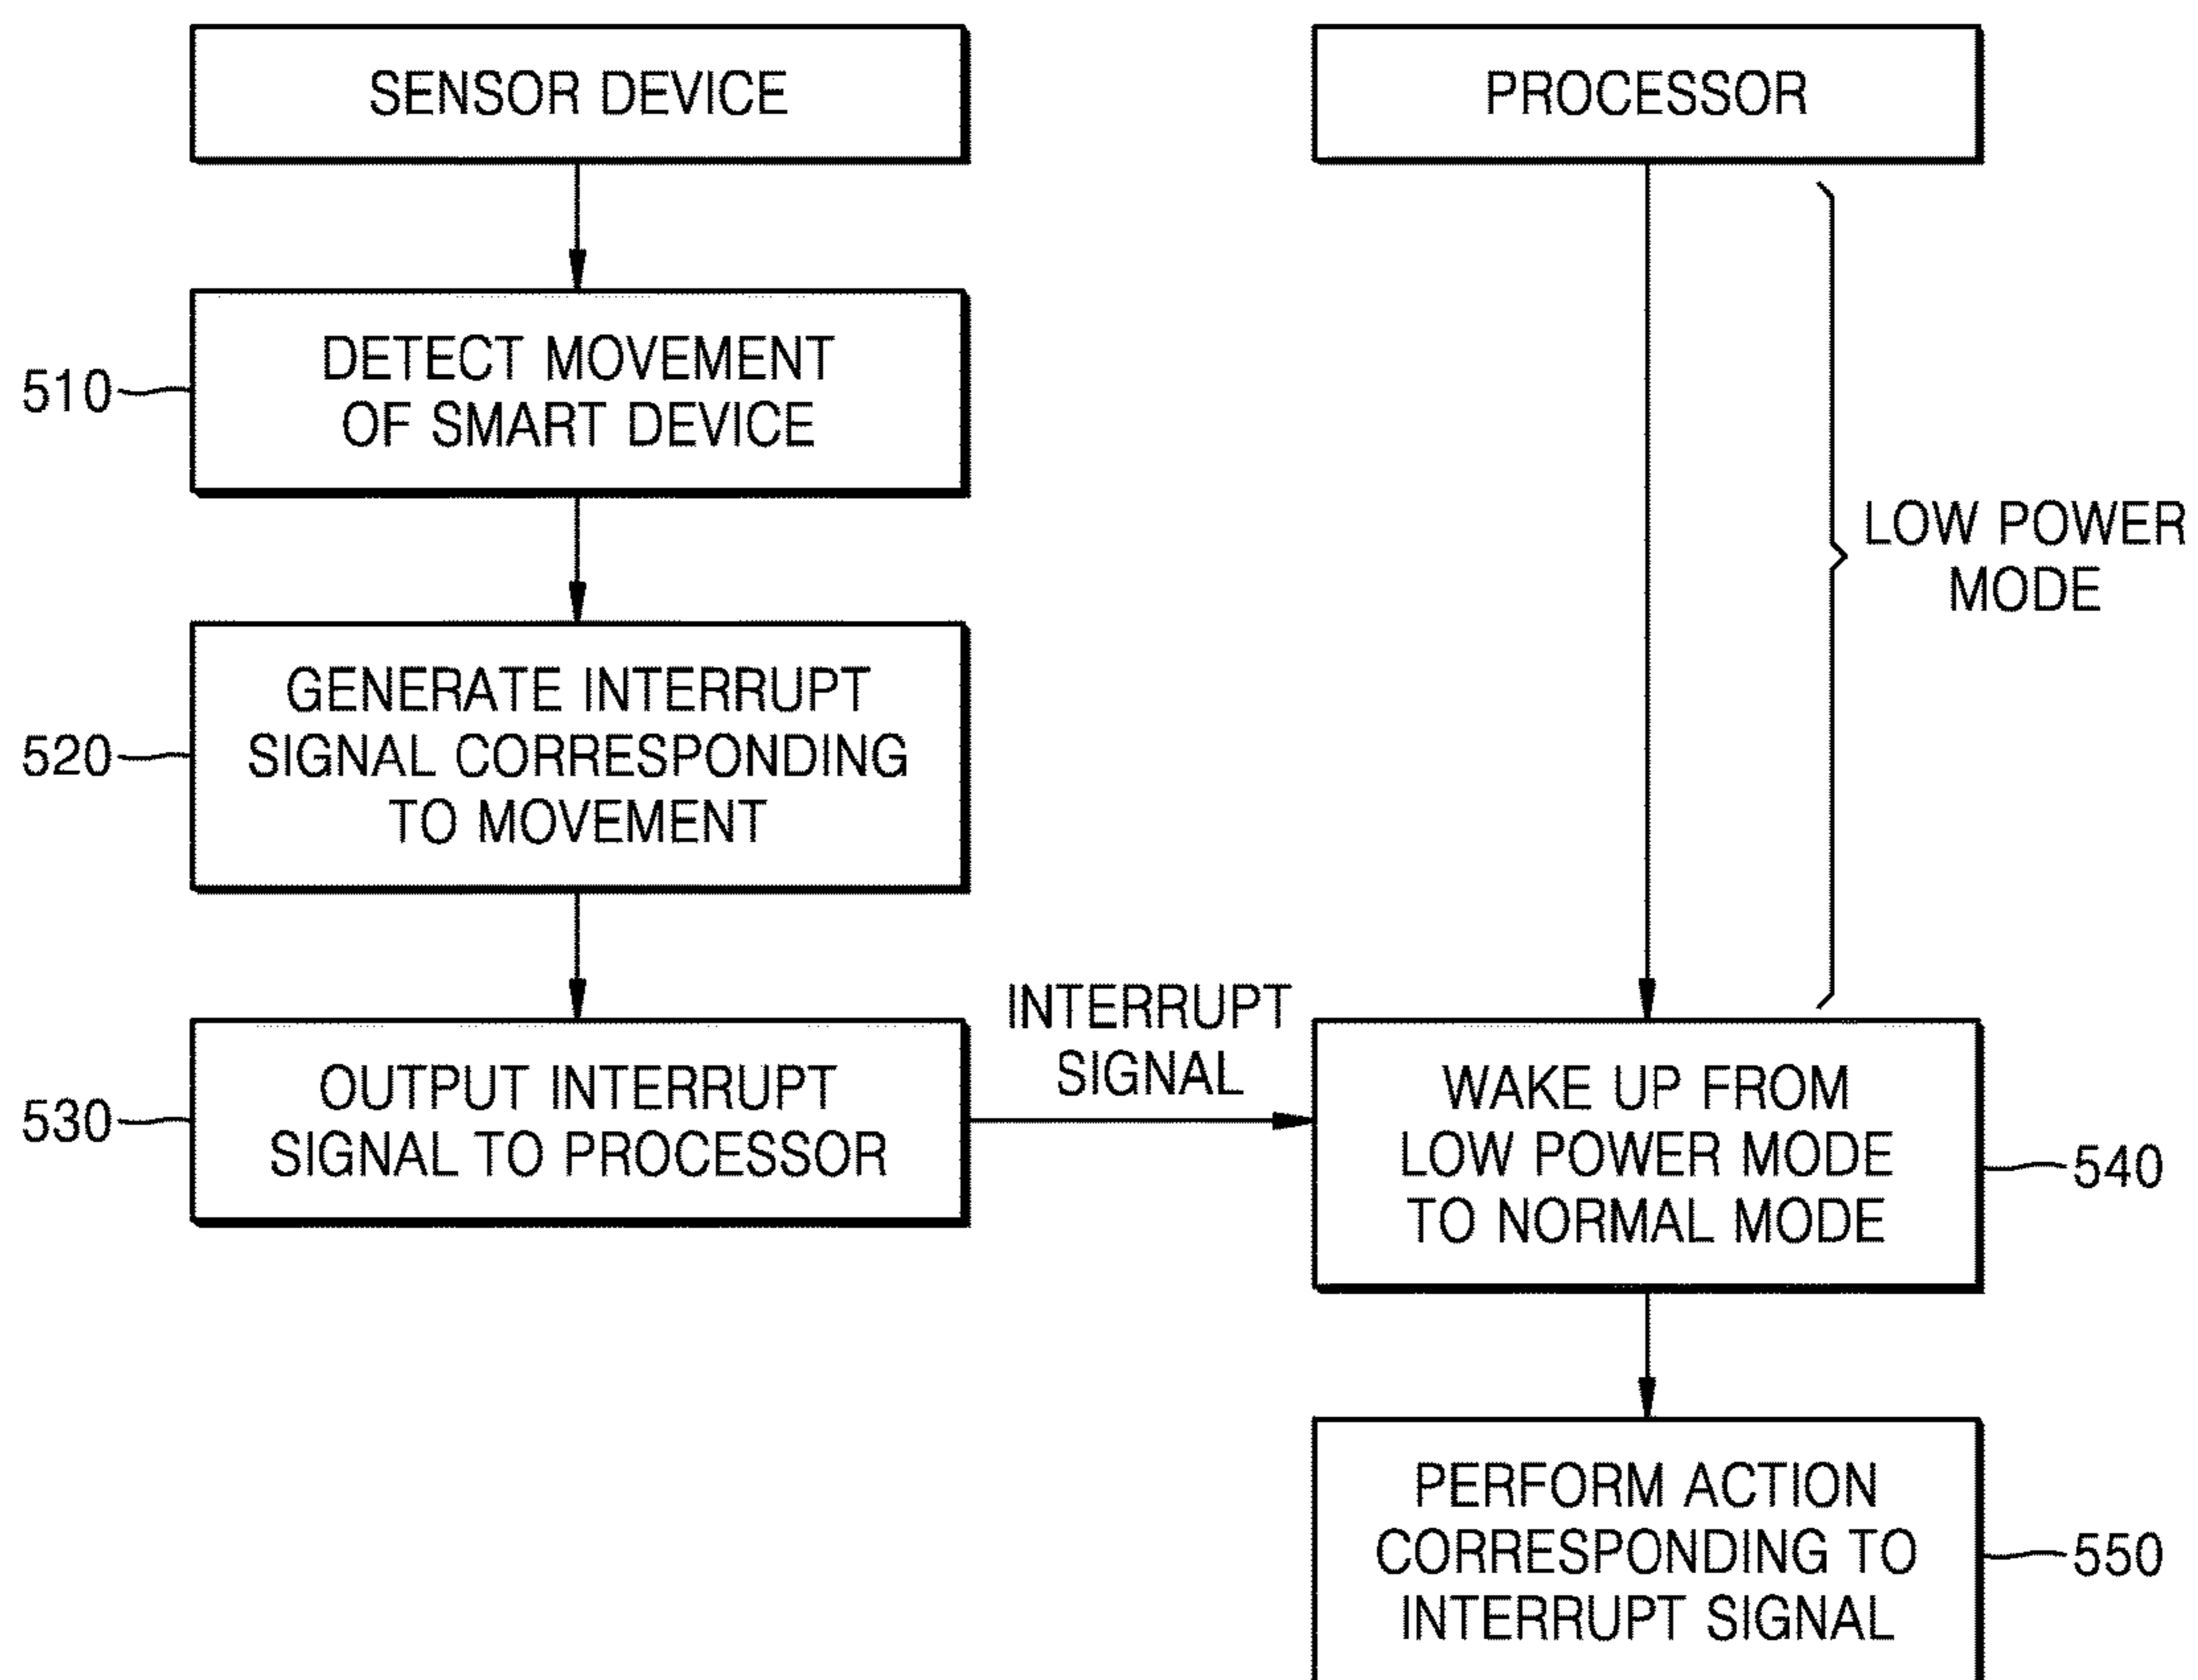 SENSOR DEVICE
PROCESSOR
510
DETECT MOVEMENT
OF SMART DEVICE
LOW POWER
MODE
520
GENERATE INTERRUPT
SIGNAL CORRESPONDING
TO MOVEMENT
530
OUTPUT INTERRUPT
SIGNAL TO PROCESSOR
INTERRUPT
SIGNAL
WAKE UP FROM
LOW POWER MODE
TO NORMAL MODE
540
PERFORM ACTION
CORRESPONDING TO
INTERRUPT SIGNAL
550